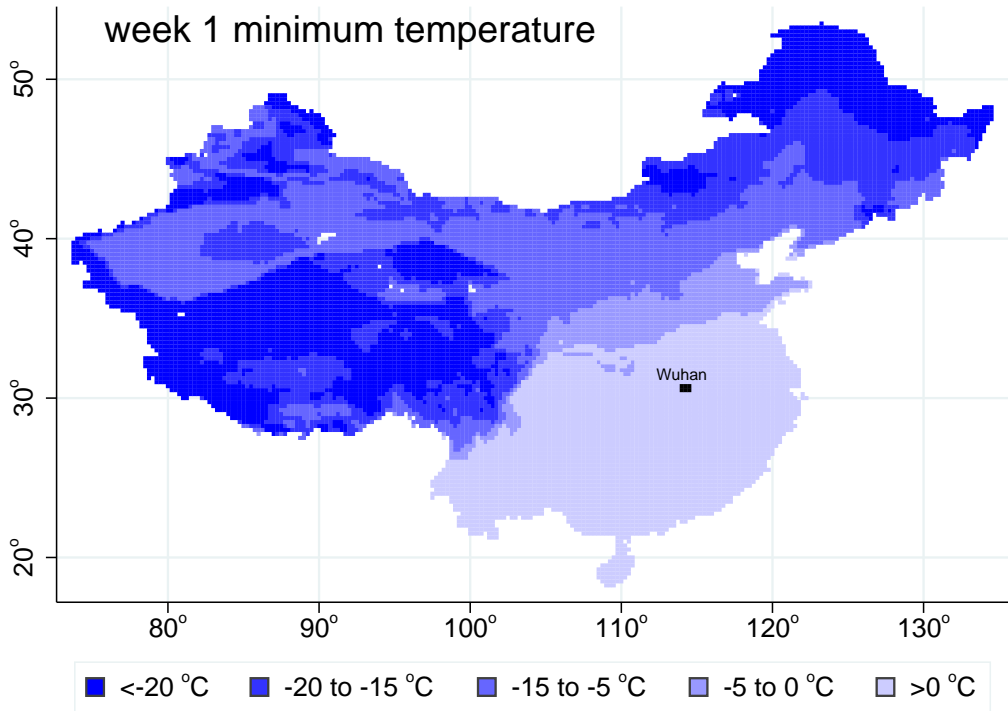 week 1 minimum temperature
50°
40°
30°
20°
Wuhan
80° 90° 100° 110° 120° 130°
<-20 °C -20 to -15 °C -15 to -5 °C -5 to 0 °C >0 °C